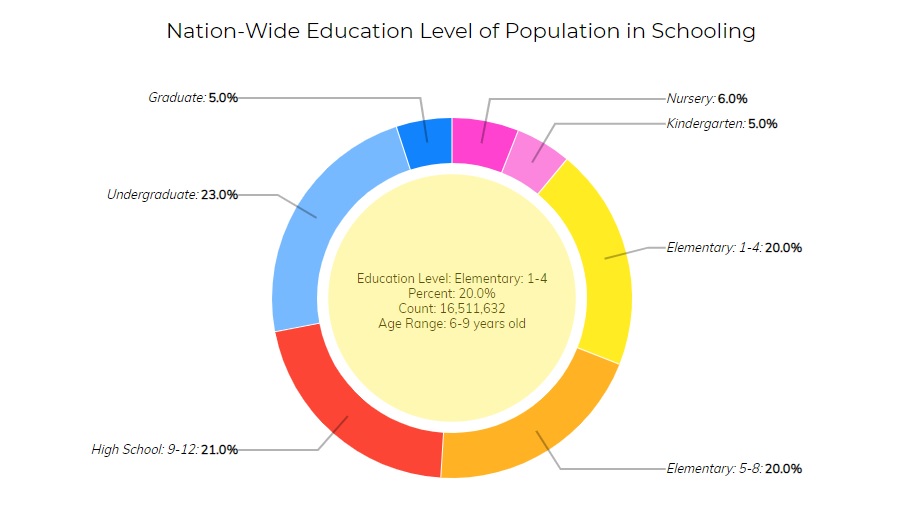 Nation-Wide Education Level of Population in Schooling
Graduate: 5.0%
Nursery: 6.0%
Kindergarten: 5.0%
Undergraduate: 23.0%
Elementary: 1-4: 20.0%
Education Level: Elementary: 1-4
Percent: 20.0%
Count: 16,511,632
Age Range: 6-9 years old
High School: 9-12: 21.0%
Elementary: 5-8: 20.0%